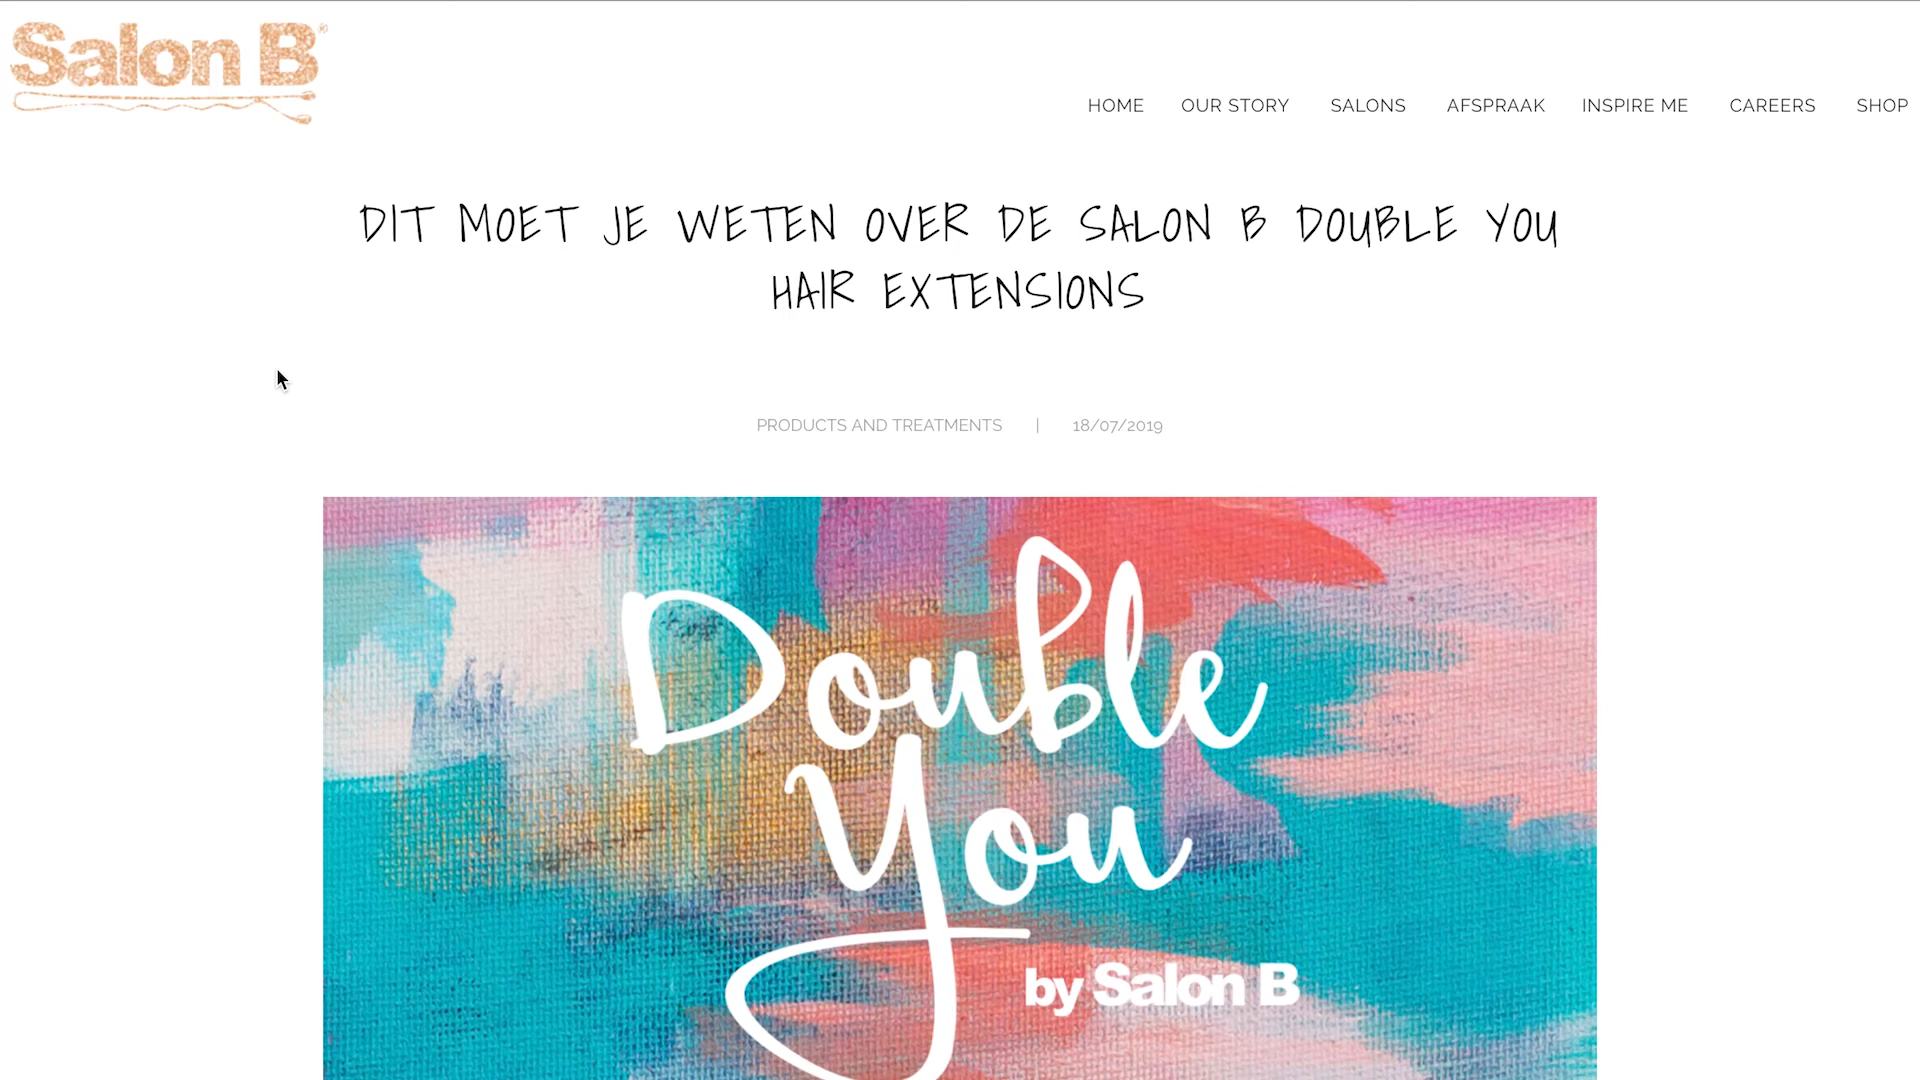 Salon B®
HOME OUR STORY SALONS AFSPRAAK INSPIRE ME CAREERS SHOP
DIT MOET JE WETEN OVER DE SALON B DOUBLE YOU
HAIR EXTENSIONS
PRODUCTS AND TREATMENTS | 18/07/2019
Double
You
by Salon B